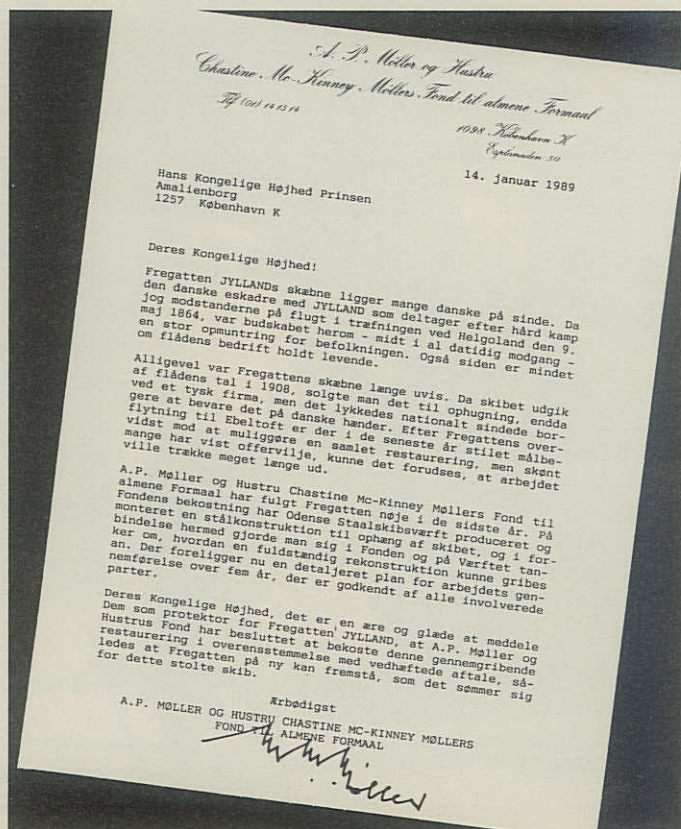 A. P. Møller og Hustru
Chastine Mc-Kinney Møllers Fond til almene Formaal
Tlf (01) 14 15 14
1098 København K
Esplanaden 50
14. januar 1989
Hans Kongelige Højhed Prinsen
Amalienborg
1257 København K
Deres Kongelige Højhed!
Fregatten JYLLANDs skæbne ligger mange danske på sinde. Da
den danske eskadre med JYLLAND som deltager efter hård kamp
jog modstanderne på flugt i træfningen ved Helgoland den 9.
maj 1864, var budskabet herom - midt i al datidig modgang -
en stor opmuntring for befolkningen. Også siden er mindet
om flådens bedrift holdt levende.
Alligevel var Fregattens skæbne længe uvis. Da skibet udgik
af flådens tal i 1908, solgte man det til ophugning, endda
ved et tysk firma, men det lykkedes nationalt sindede bor-
gere at bevare det på danske hænder. Efter Fregattens over-
flytning til Ebeltoft er der i de seneste år stilet målbe-
vidst mod at muliggøre en samlet restaurering, men skønt
mange har vist offervilje, kunne det forudses, at arbejdet
ville trække meget længe ud.
A.P. Møller og Hustru Chastine Mc-Kinney Møllers Fond til
almene Formaal har fulgt Fregatten nøje i de sidste år. På
Fondens bekostning har Odense Staalskibsværft produceret og
monteret en stålkonstruktion til ophæng af skibet, og i for-
bindelse hermed gjorde man sig i Fonden og på Værftet tan-
ker om, hvordan en fuldstændig rekonstruktion kunne gribes
an. Der foreligger nu en detaljeret plan for arbejdets gen-
nemførelse over fem år, der er godkendt af alle involverede
parter.
Deres Kongelige Højhed, det er en ære og glæde at meddele
Dem som protektor for Fregatten JYLLAND, at A.P. Møller og
Hustrus Fond har besluttet at bekoste denne gennemgribende
restaurering i overensstemmelse med vedhæftede aftale, så-
ledes at Fregatten på ny kan fremstå, som det sømmer sig
for dette stolte skib.
Ærbødigst
A.P. MØLLER OG HUSTRU CHASTINE MC-KINNEY MØLLERS
FOND TIL ALMENE FORMAAL